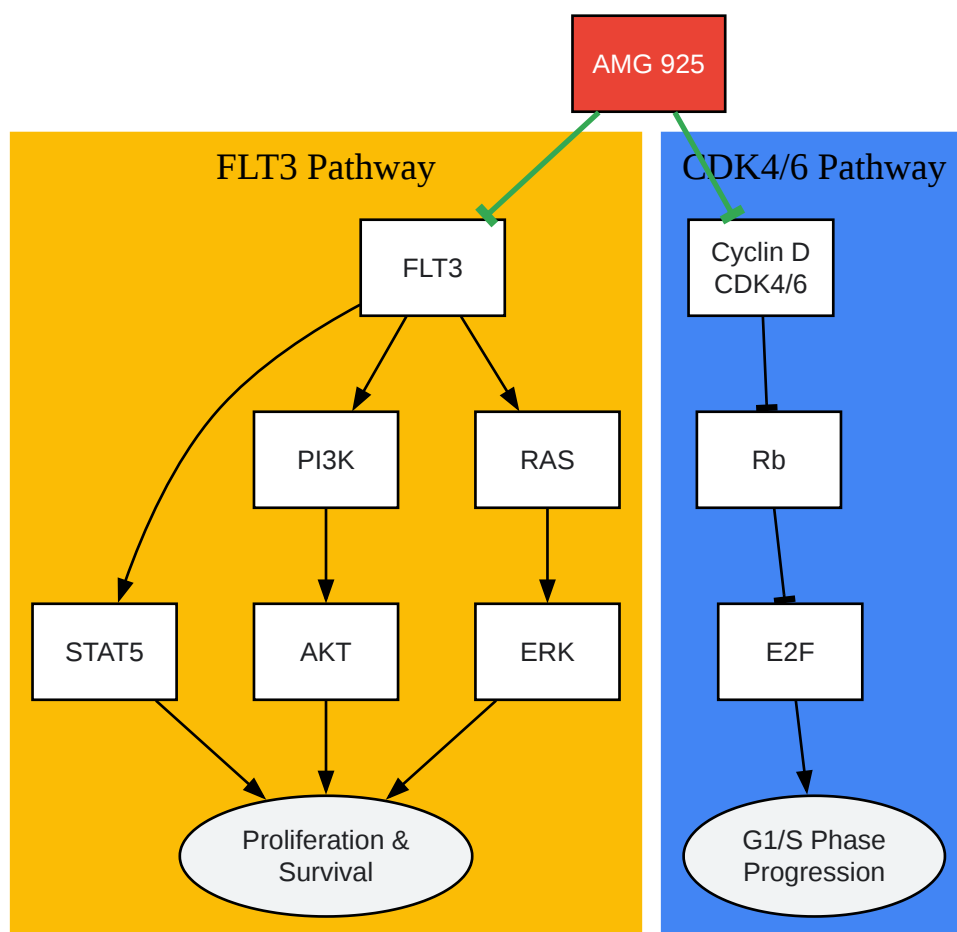 AMG 925
FLT3 Pathway
CDK4/6 Pathway
FLT3
Cyclin D
CDK4/6
PI3K
RAS
Rb
STAT5
AKT
ERK
E2F
Proliferation &
Survival
G1/S Phase
Progression